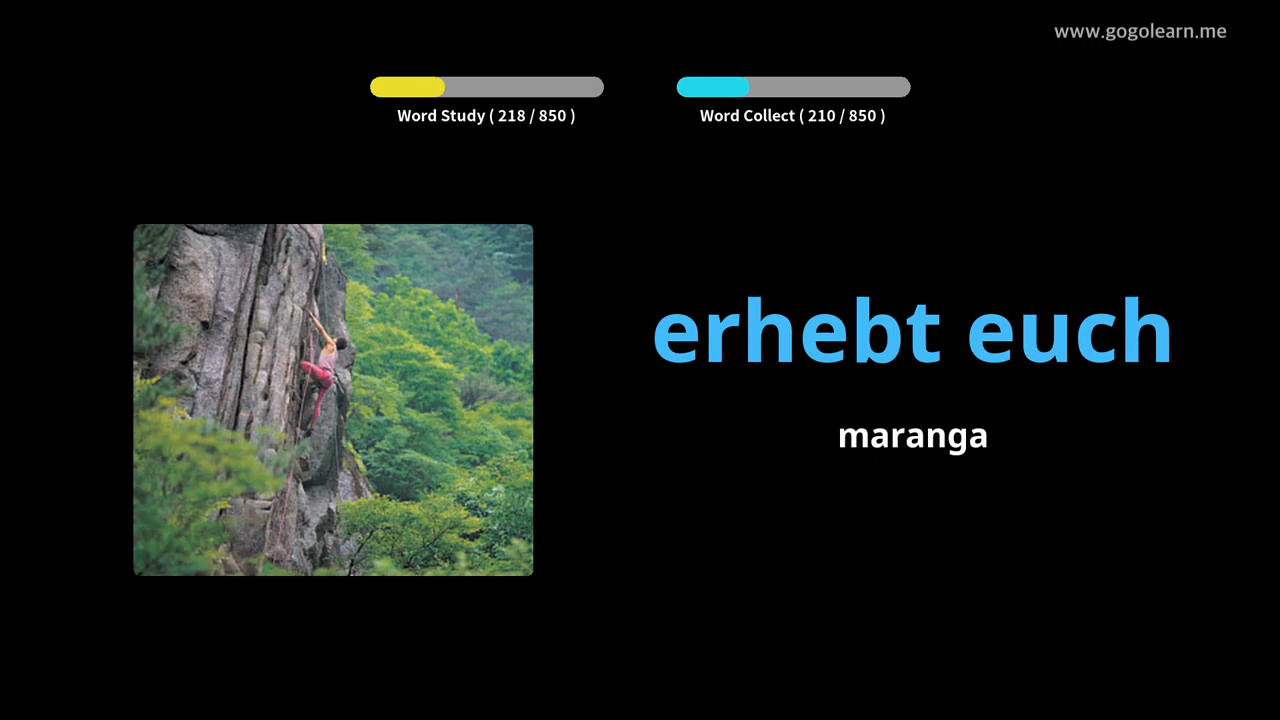 www.gogolearn.me
Word Study ( 218 / 850 )
Word Collect ( 210 / 850 )
erhebt euch
maranga